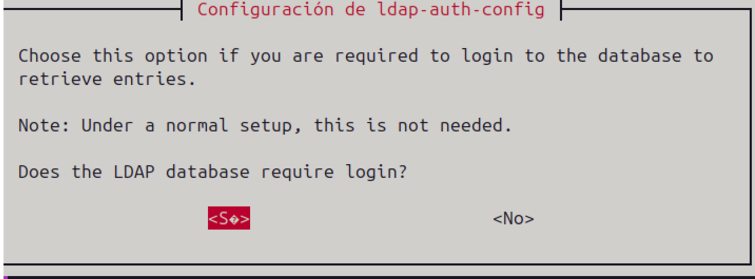 Configuración de ldap-auth-config
Choose this option if you are required to login to the database to
retrieve entries.
Note: Under a normal setup, this is not needed.
Does the LDAP database require login?
<S�> <No>